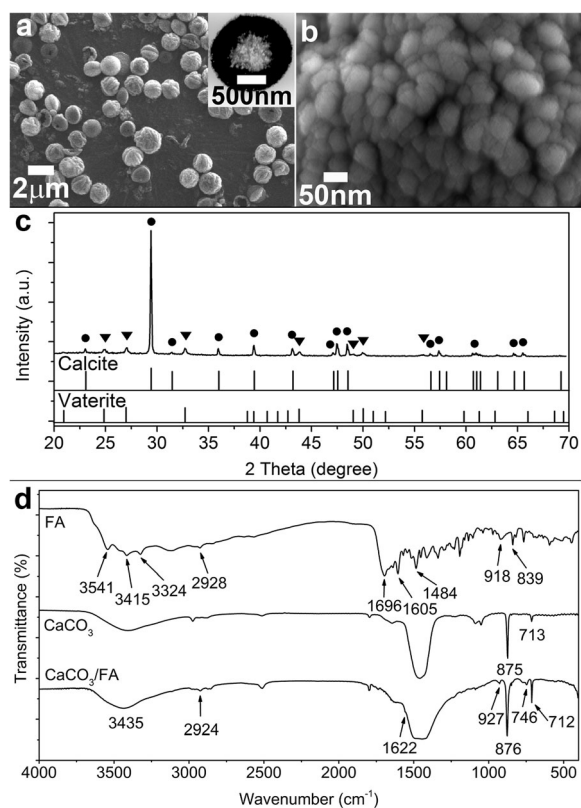 a
500nm
2μm
b
50nm
c
Intensity (a.u.)
Calcite
Vaterite
20 25 30 35 40 45 50 55 60 65 70
2 Theta (degree)
d
Transmittance (%)
FA
3541
3415
3324
2928
1696
1605
1484
918
839
CaCO₃
875
713
CaCO₃/FA
3435
2924
1622
927
876
746
712
4000 3500 3000 2500 2000 1500 1000 500
Wavenumber (cm⁻¹)